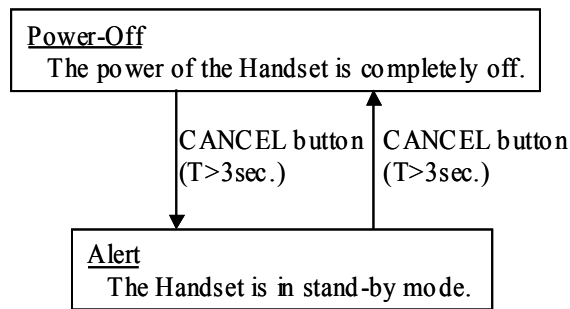 Power-Off
The power of the Handset is completely off.
CANCEL button
(T>3sec.)
CANCEL button
(T>3sec.)
Alert
The Handset is in stand-by mode.